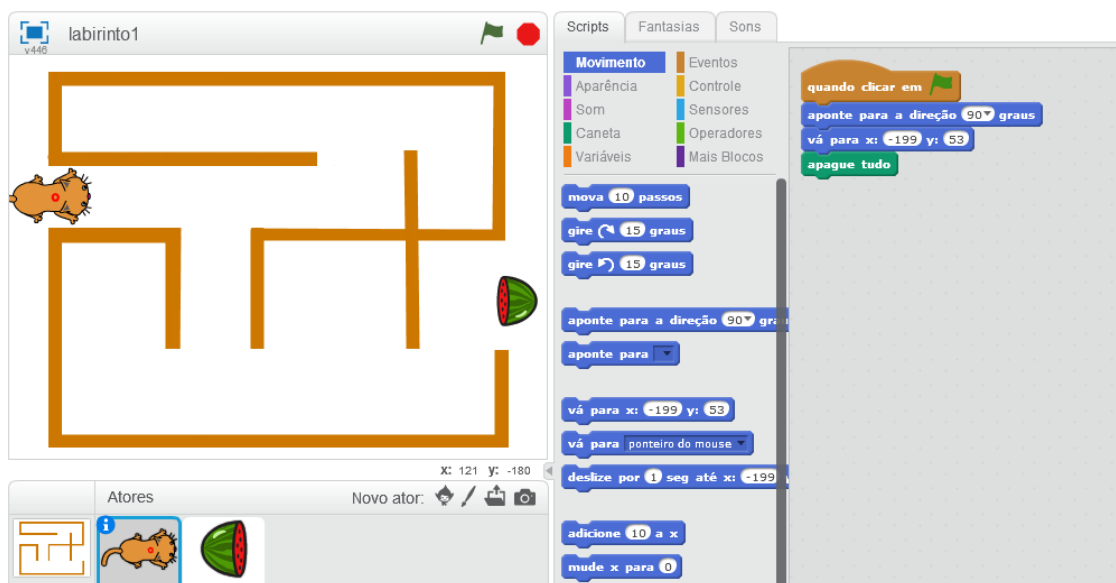 labirinto1
v446
Scripts
Fantasias
Sons
Movimento
Eventos
Aparência
Controle
Som
Sensores
Caneta
Operadores
Variáveis
Mais Blocos
mova 10 passos
gire 15 graus
gire 15 graus
aponte para a direção 90 grau
aponte para
vá para x: -199 y: 53
vá para ponteiro do mouse
deslize por 1 seg até x: -199
adicione 10 a x
mude x para 0
quando clicar em
aponte para a direção 90 graus
vá para x: -199 y: 53
apague tudo
X: 121 y: -180
Atores
Novo ator: